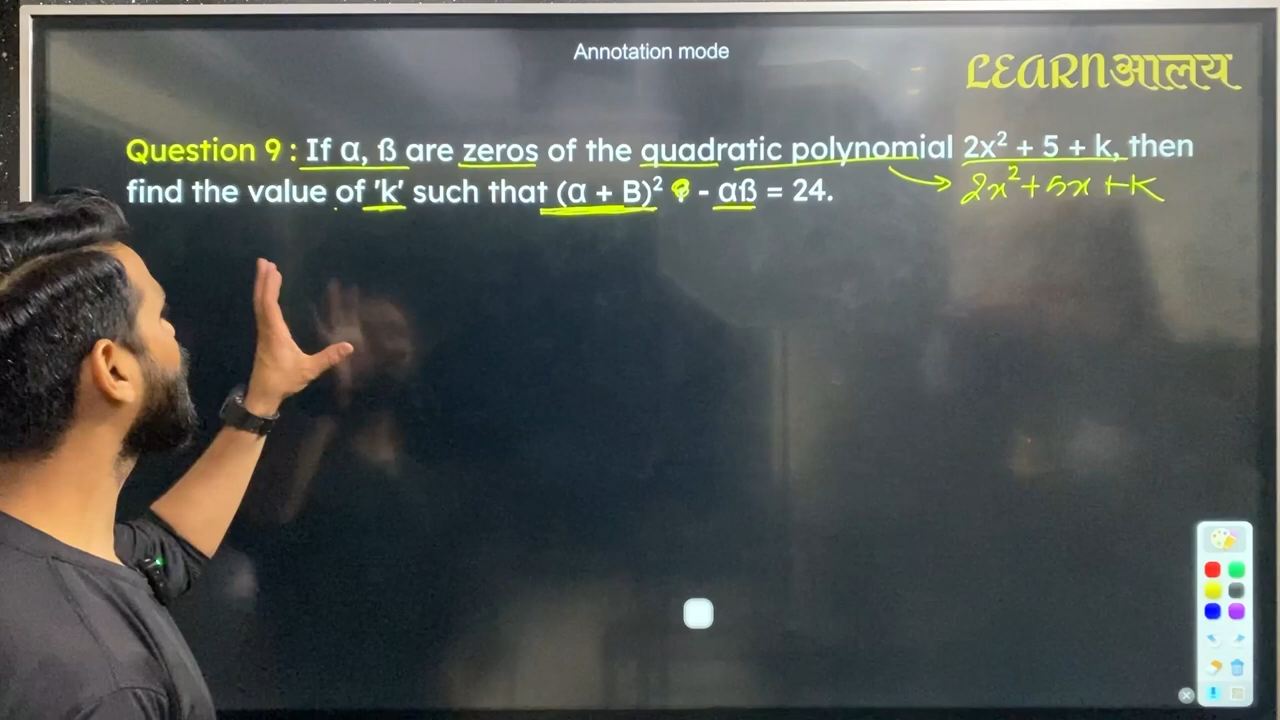 Annotation mode
LEARNआलय
Question 9 : If α, ß are zeros of the quadratic polynomial 2x² + 5 + k, then
find the value of 'k' such that (α + B)² - αß = 24.
2x² + 5x + k